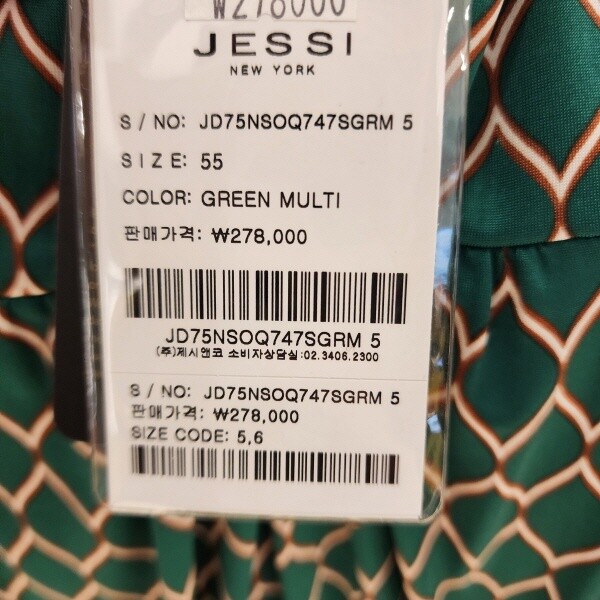 ₩278000
JESSI
NEW YORK
S / NO: JD75NSOQ747SGRM 5
SIZE: 55
COLOR: GREEN MULTI
판매가격: ₩278,000
JD75NSOQ747SGRM 5
(주)제시앤코 소비자상담실:02.3406.2300
S / NO: JD75NSOQ747SGRM 5
판매가격: ₩278,000
SIZE CODE: 5,6